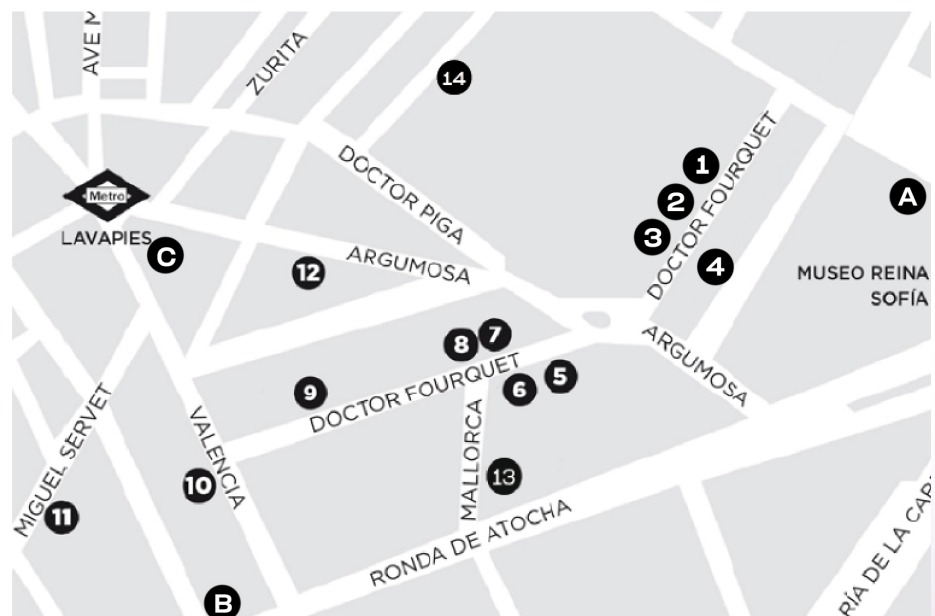 AVE M
ZURITA
14
DOCTOR PIGA
DOCTOR FOURQUET
1
2
3
4
A
Metro
LAVAPIES
C
12
ARGUMOSA
MUSEO REINA
SOFÍA
ARGUMOSA
8
7
9
DOCTOR FOURQUET
6
5
MIGUEL SERVET
VALENCIA
10
11
MALLORCA
13
RONDA DE ATOCHA
B
RÍA DE LA CAR